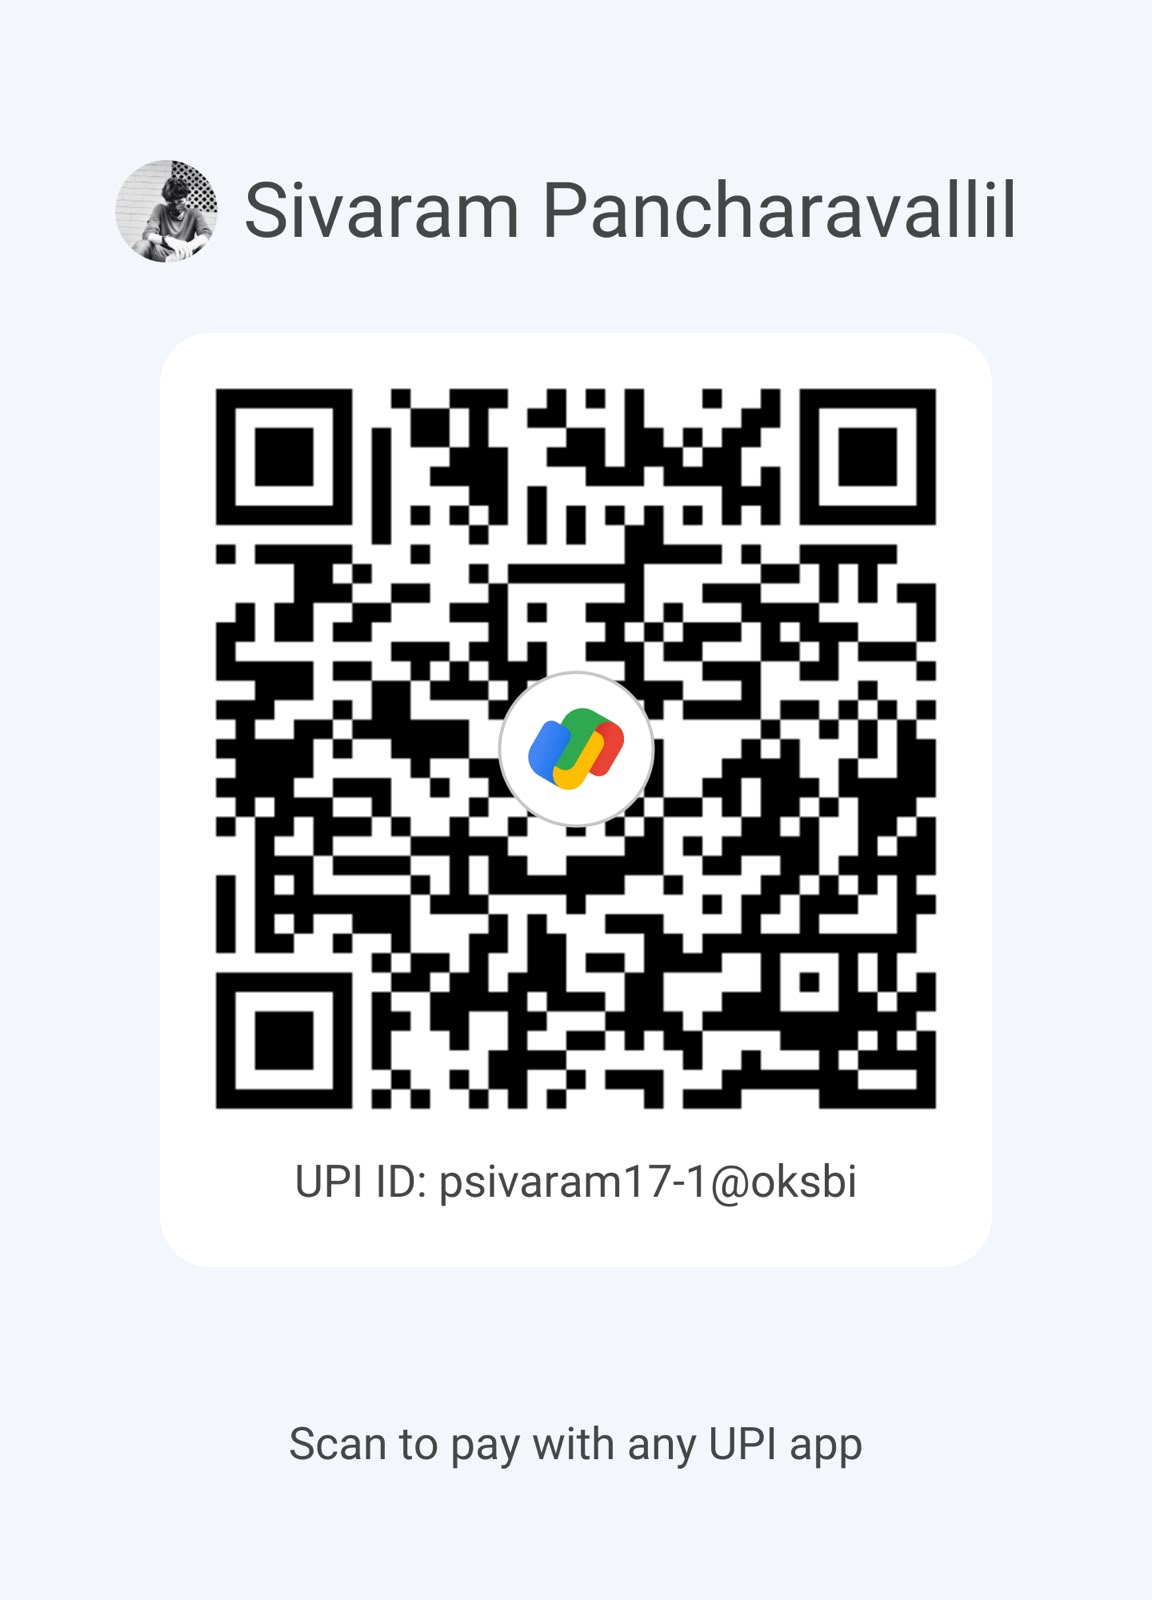 Sivaram Pancharavallil
UPI ID: psivaram17-1@oksbi
Scan to pay with any UPI app